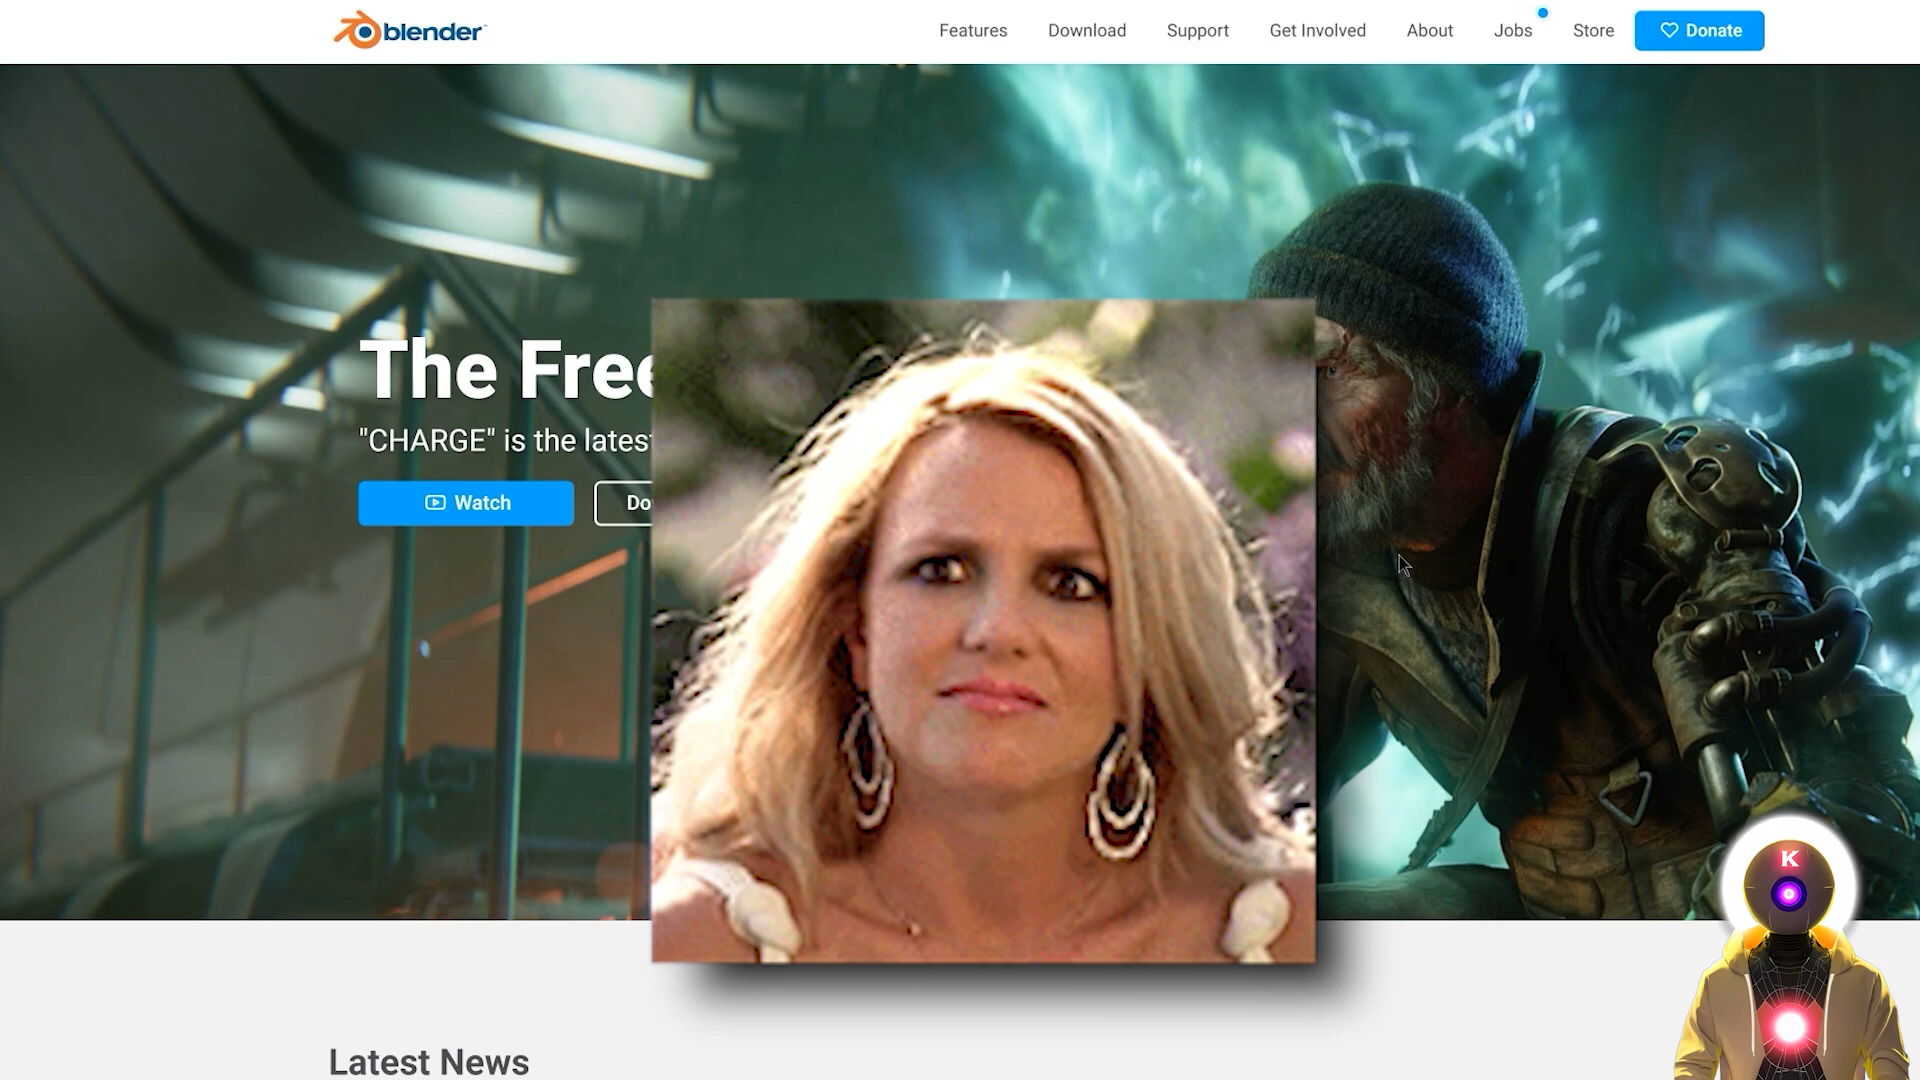 blender
Features Download Support Get Involved About Jobs Store Donate
The Free
"CHARGE" is the latest
Watch Do
K
Latest News